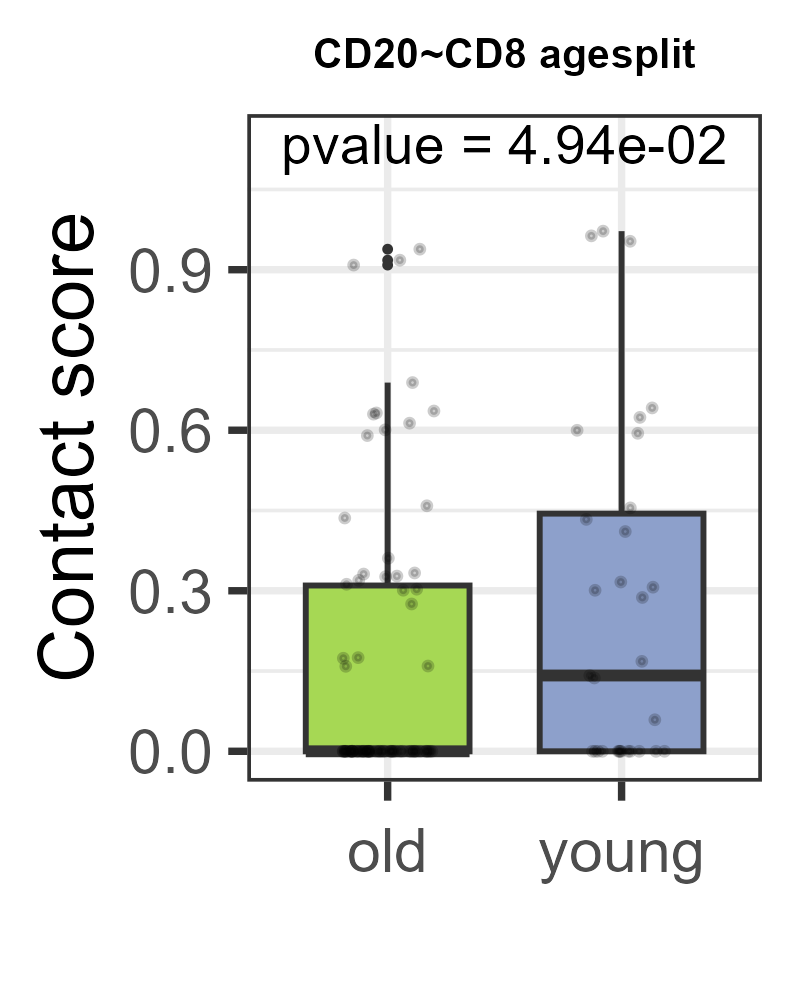 CD20~CD8 agesplit
pvalue = 4.94e-02
Contact score
0.9
0.6
0.3
0.0
old young